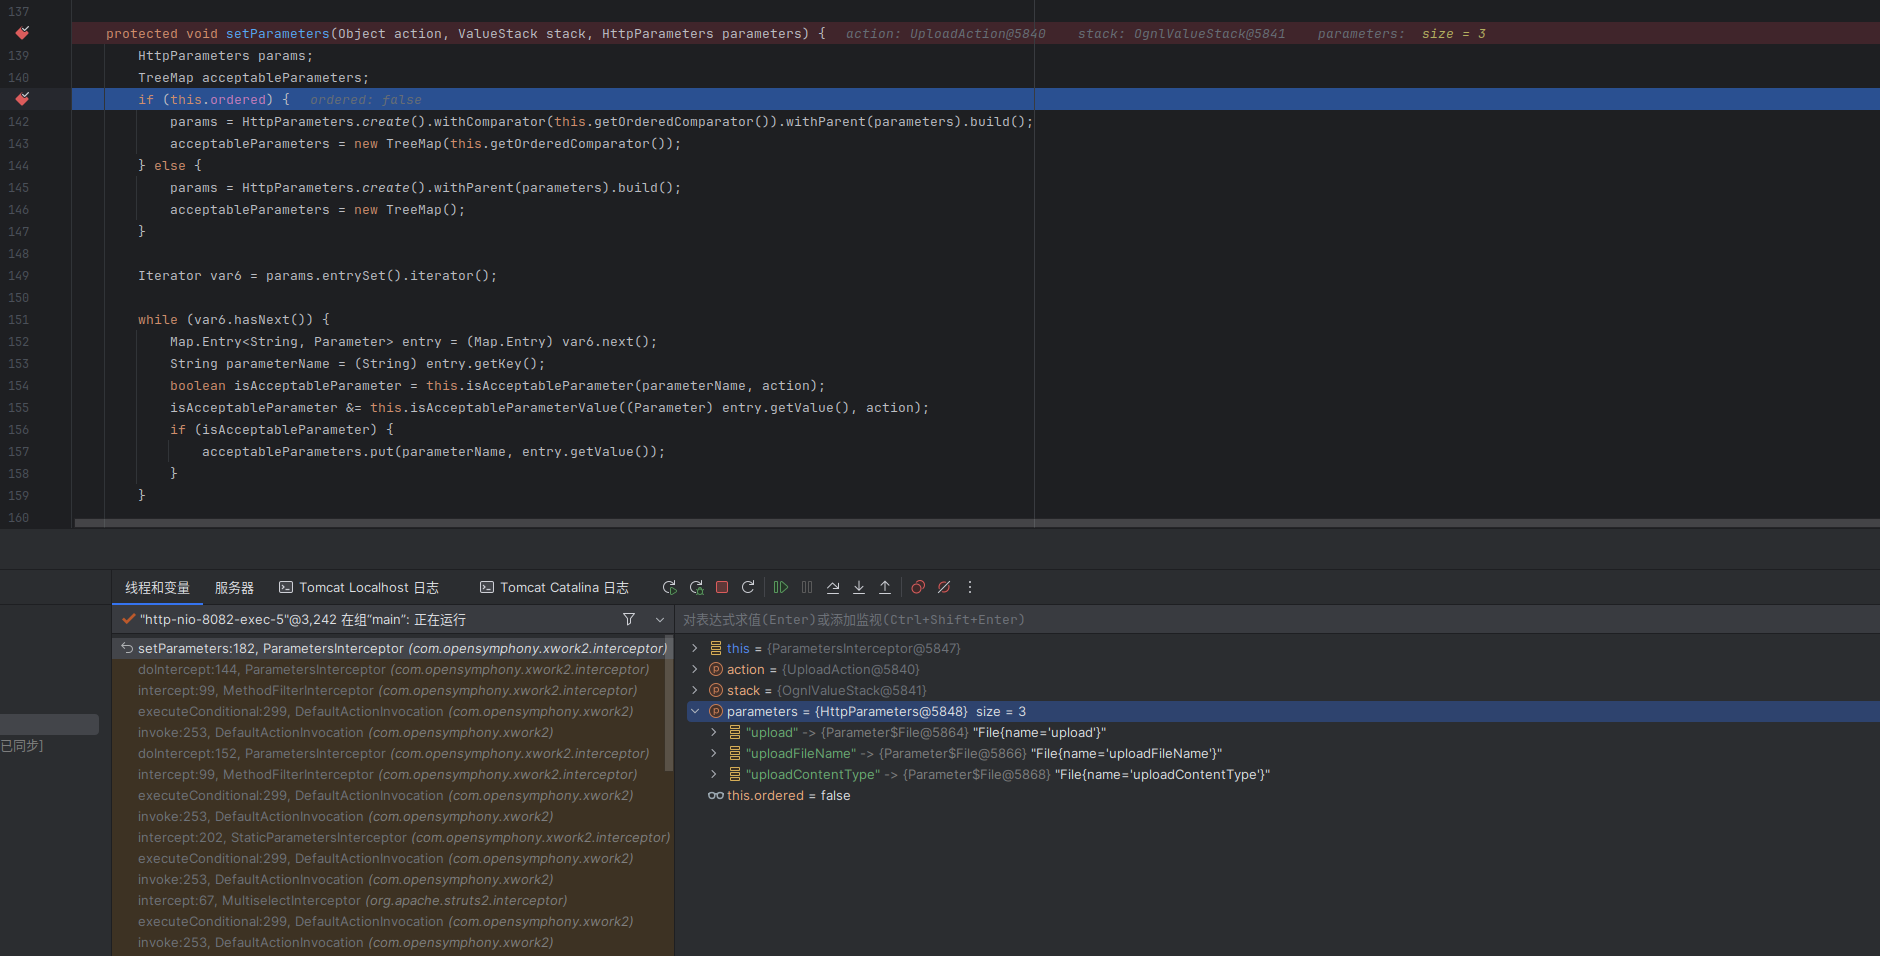 137
protected void setParameters(Object action, ValueStack stack, HttpParameters parameters) { action: UploadAction@5840 stack: OgnlValueStack@5841 parameters: size = 3
139 HttpParameters params;
140 TreeMap acceptableParameters;
if (this.ordered) { ordered: false
142 params = HttpParameters.create().withComparator(this.getOrderedComparator()).withParent(parameters).build();
143 acceptableParameters = new TreeMap(this.getOrderedComparator());
144 } else {
145 params = HttpParameters.create().withParent(parameters).build();
146 acceptableParameters = new TreeMap();
147 }
148
149 Iterator var6 = params.entrySet().iterator();
150
151 while (var6.hasNext()) {
152 Map.Entry<String, Parameter> entry = (Map.Entry) var6.next();
153 String parameterName = (String) entry.getKey();
154 boolean isAcceptableParameter = this.isAcceptableParameter(parameterName, action);
155 isAcceptableParameter &= this.isAcceptableParameterValue((Parameter) entry.getValue(), action);
156 if (isAcceptableParameter) {
157 acceptableParameters.put(parameterName, entry.getValue());
158 }
159 }
160
线程和变量 服务器 Tomcat Localhost 日志 Tomcat Catalina 日志
"http-nio-8082-exec-5"@3,242 在组"main": 正在运行
setParameters:182, ParametersInterceptor (com.opensymphony.xwork2.interceptor)
doIntercept:144, ParametersInterceptor (com.opensymphony.xwork2.interceptor)
intercept:99, MethodFilterInterceptor (com.opensymphony.xwork2.interceptor)
executeConditional:299, DefaultActionInvocation (com.opensymphony.xwork2)
invoke:253, DefaultActionInvocation (com.opensymphony.xwork2)
doIntercept:152, ParametersInterceptor (com.opensymphony.xwork2.interceptor)
intercept:99, MethodFilterInterceptor (com.opensymphony.xwork2.interceptor)
executeConditional:299, DefaultActionInvocation (com.opensymphony.xwork2)
invoke:253, DefaultActionInvocation (com.opensymphony.xwork2)
intercept:202, StaticParametersInterceptor (com.opensymphony.xwork2.interceptor)
executeConditional:299, DefaultActionInvocation (com.opensymphony.xwork2)
invoke:253, DefaultActionInvocation (com.opensymphony.xwork2)
intercept:67, MultiselectInterceptor (org.apache.struts2.interceptor)
executeConditional:299, DefaultActionInvocation (com.opensymphony.xwork2)
invoke:253, DefaultActionInvocation (com.opensymphony.xwork2)
已同步]
对表达式求值(Enter)或添加监视(Ctrl+Shift+Enter)
this = {ParametersInterceptor@5847}
action = {UploadAction@5840}
stack = {OgnlValueStack@5841}
parameters = {HttpParameters@5848} size = 3
"upload" -> {Parameter$File@5864} "File{name='upload'}"
"uploadFileName" -> {Parameter$File@5866} "File{name='uploadFileName'}"
"uploadContentType" -> {Parameter$File@5868} "File{name='uploadContentType'}"
this.ordered = false